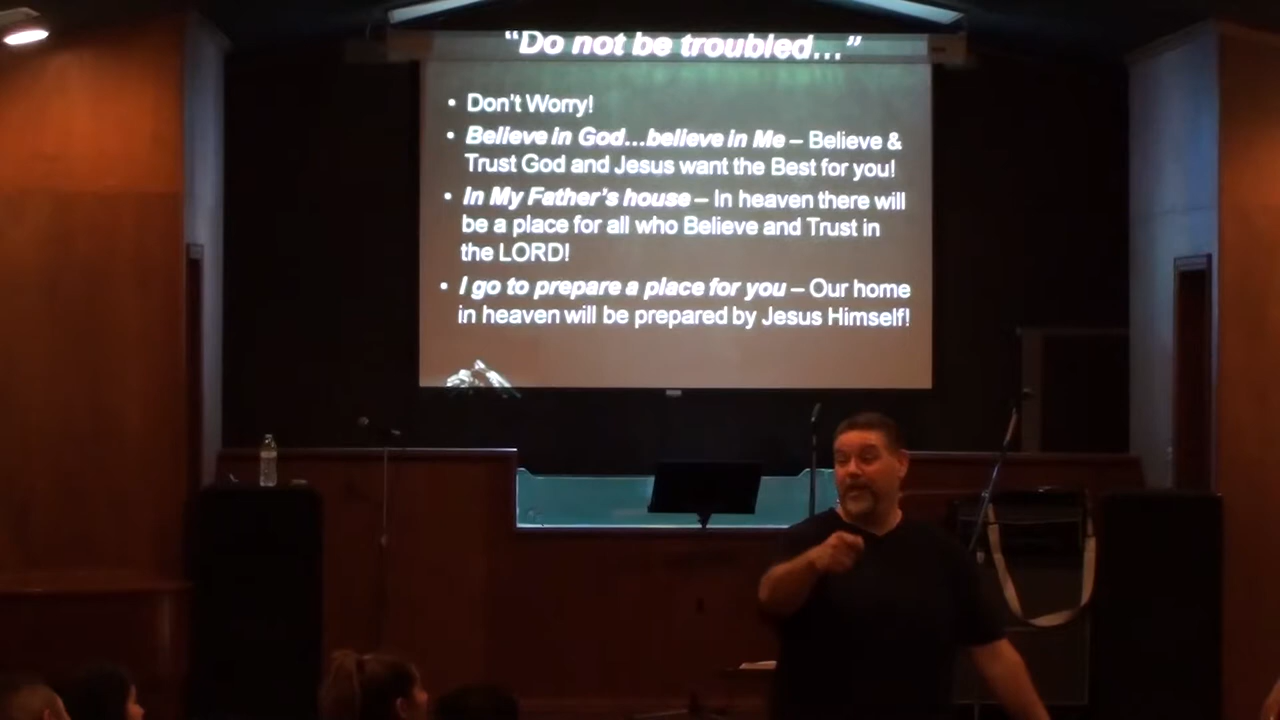 “Do not be troubled…”
• Don't Worry!
• Believe in God...believe in Me – Believe &
Trust God and Jesus want the Best for you!
• In My Father's house – In heaven there will
be a place for all who Believe and Trust in
the LORD!
• I go to prepare a place for you – Our home
in heaven will be prepared by Jesus Himself!